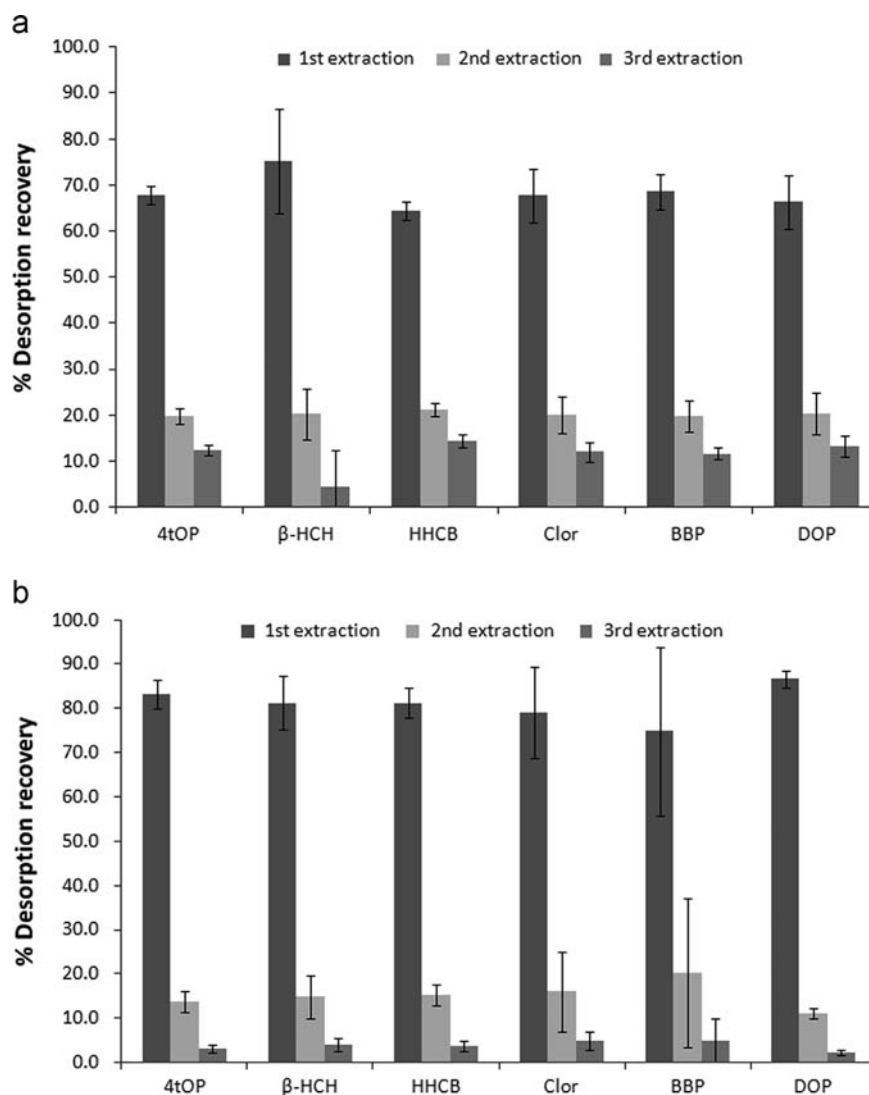 a
100.0
1st extraction 2nd extraction 3rd extraction
90.0
80.0
70.0
60.0
50.0
40.0
30.0
20.0
10.0
0.0
% Desorption recovery
4tOP β-HCH HHCB Clor BBP DOP
b
100.0
1st extraction 2nd extraction 3rd extraction
90.0
80.0
70.0
60.0
50.0
40.0
30.0
20.0
10.0
0.0
% Desorption recovery
4tOP β-HCH HHCB Clor BBP DOP